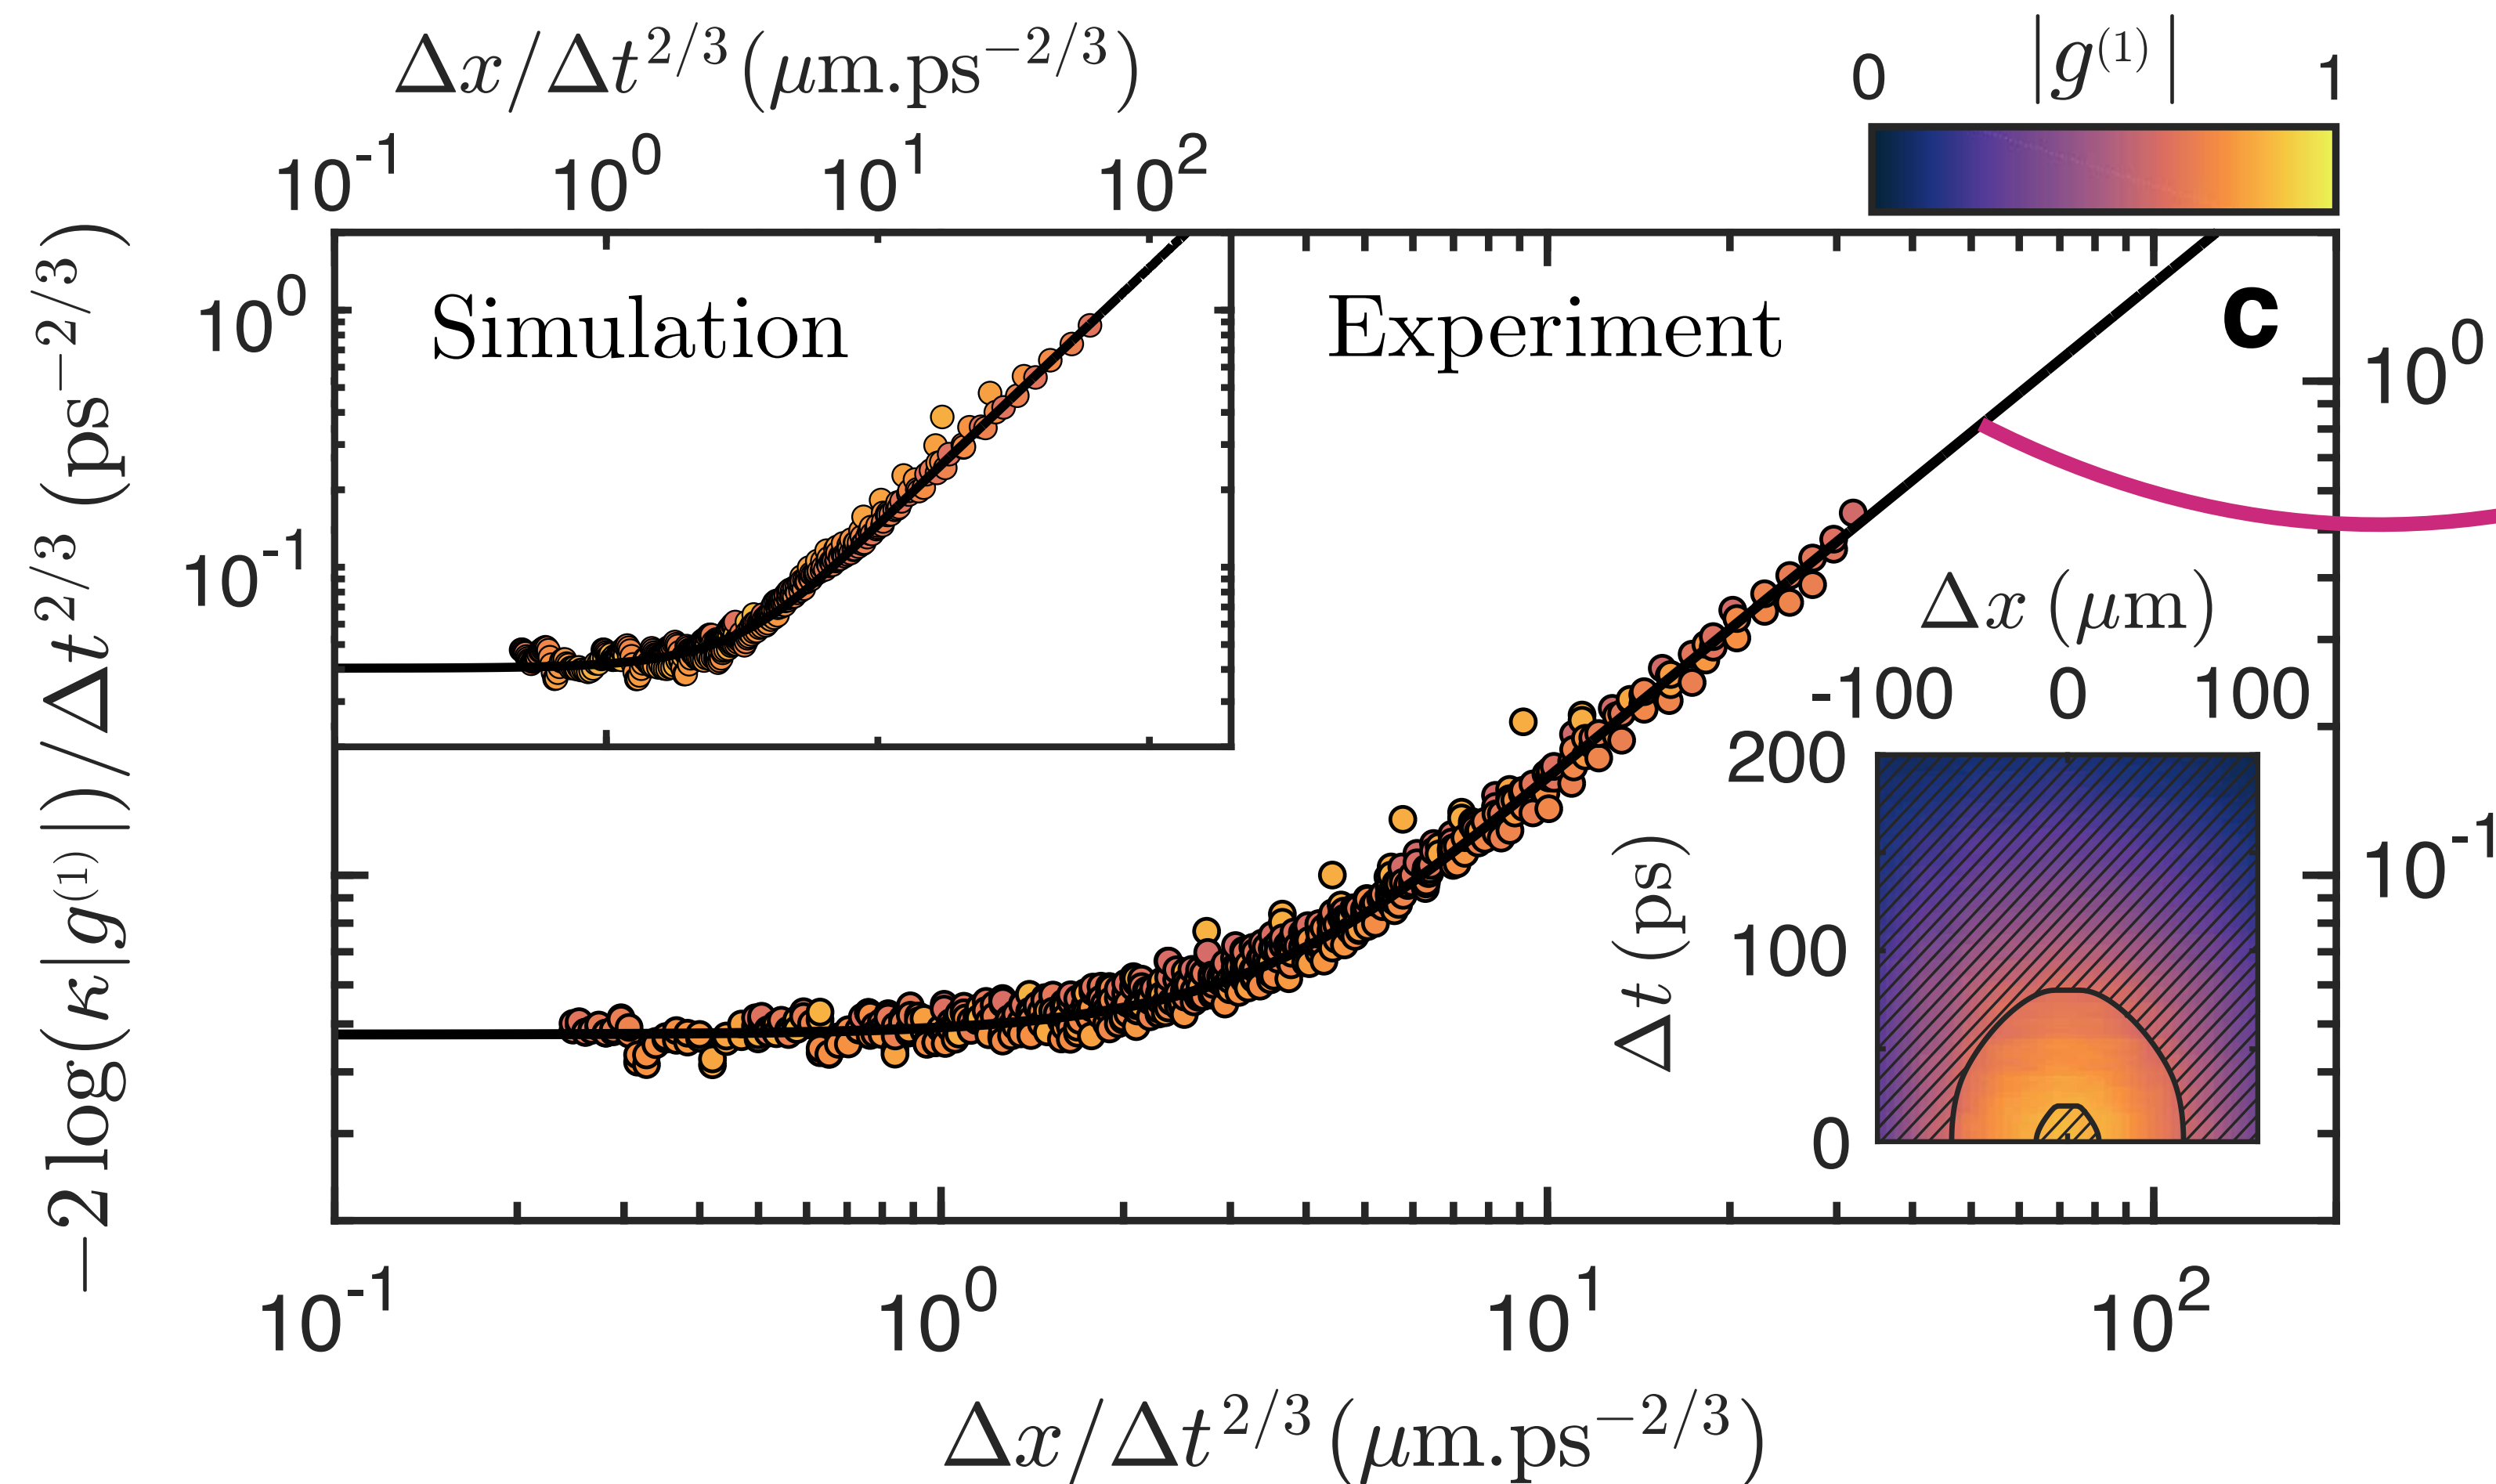 Δx/Δt^{2/3}(μm.ps^{−2/3})
10^{-1} 10^{0} 10^{1} 10^{2}
|g^{(1)}|
0 1
−2 log(κ|g^{(1)}|)/Δt^{2/3} (ps^{−2/3})
10^{0}
10^{-1}
Simulation
Experiment
c
10^{0}
10^{-1}
Δx (μm)
-100 0 100
Δt (ps)
200
100
0
10^{-1} 10^{0} 10^{1} 10^{2}
Δx/Δt^{2/3}(μm.ps^{−2/3})